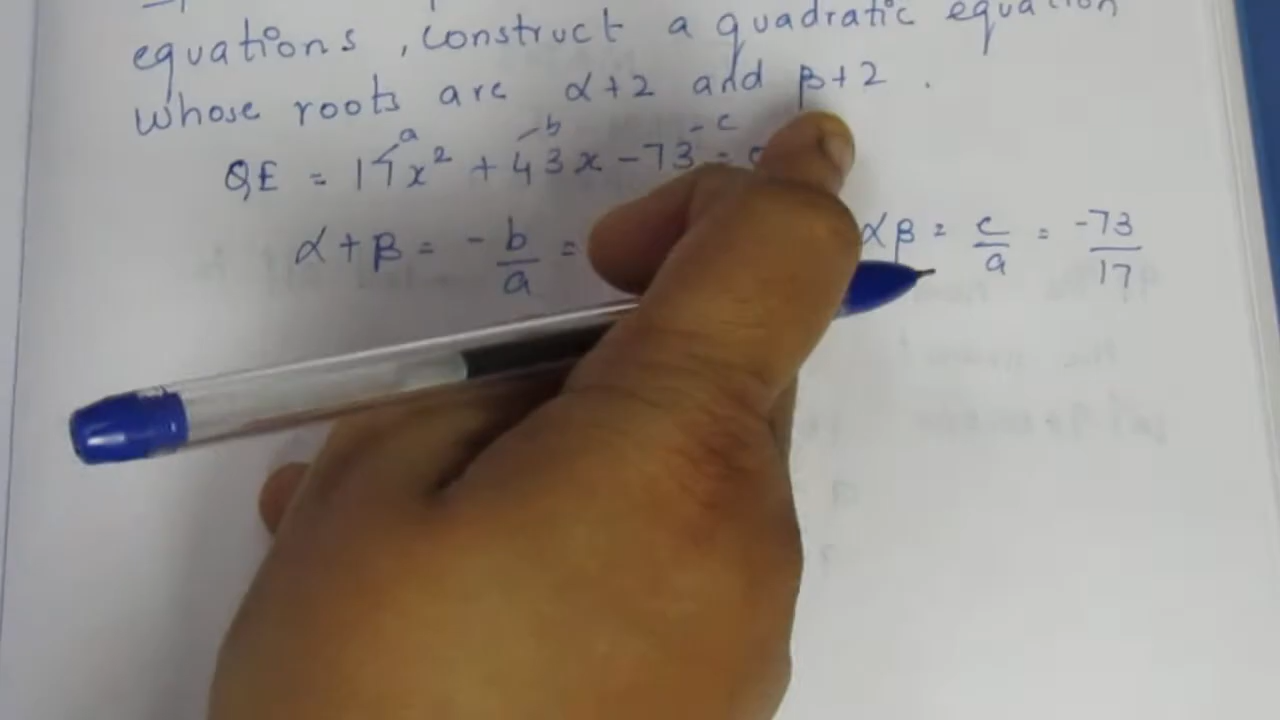 equations , construct a quadratic equation
whose roots are α+2 and β+2 .
a b - c
QE = 17x² + 43x - 73 =
α + β = - b/a = αβ = c/a = -73/17